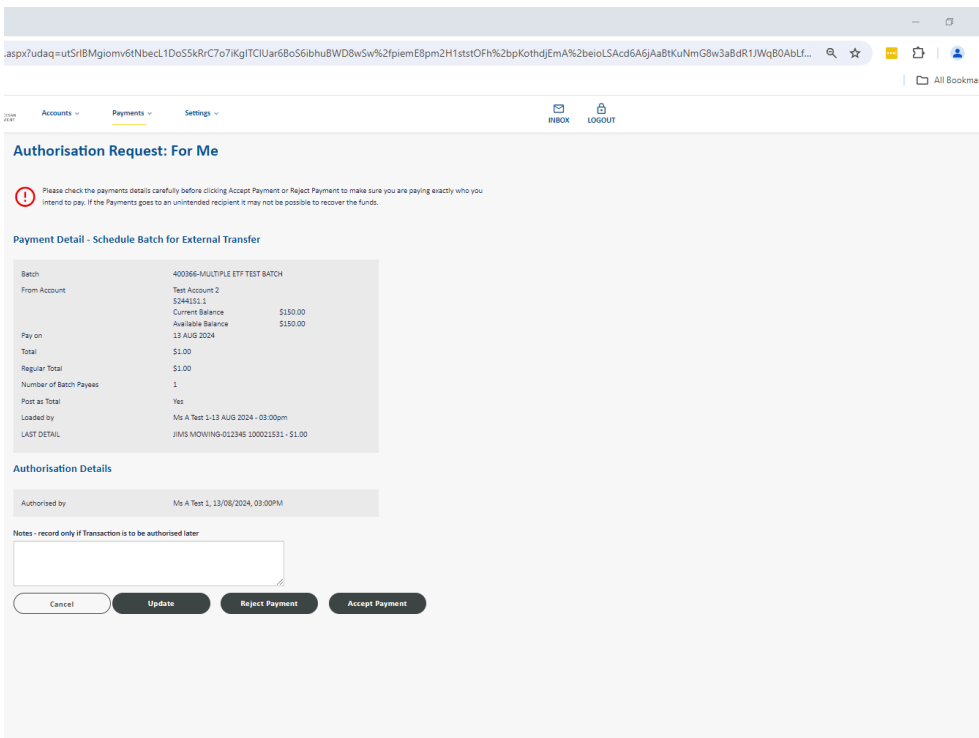 .aspx?udaq=utSrIBMgiomv6tNbecL1DoS5kRrC7o7iKgITClUar6BoS6ibhuBWD8wSw%2fpiemE8pm2H1ststOFh%2bpKothdjEmA%2beioLSAcd6A6jAaBtKuNmG8w3aBdR1JWqB0AbLf...
All Bookma
Accounts Payments Settings INBOX LOGOUT
Authorisation Request: For Me
Please check the payments details carefully before clicking Accept Payment or Reject Payment to make sure you are paying exactly who you
intend to pay. If the Payments goes to an unintended recipient it may not be possible to recover the funds.
Payment Detail - Schedule Batch for External Transfer
Batch 400366-MULTIPLE ETF TEST BATCH
From Account Test Account 2
524415S1.1
Current Balance $150.00
Available Balance $150.00
Pay on 13 AUG 2024
Total $1.00
Regular Total $1.00
Number of Batch Payees 1
Post as Total Yes
Loaded by Ms A Test 1-13 AUG 2024 - 03:00pm
LAST DETAIL JIMS MOWING-012345 100021531 - $1.00
Authorisation Details
Authorised by Ms A Test 1, 13/08/2024, 03:00PM
Notes - record only if Transaction is to be authorised later
Cancel Update Reject Payment Accept Payment